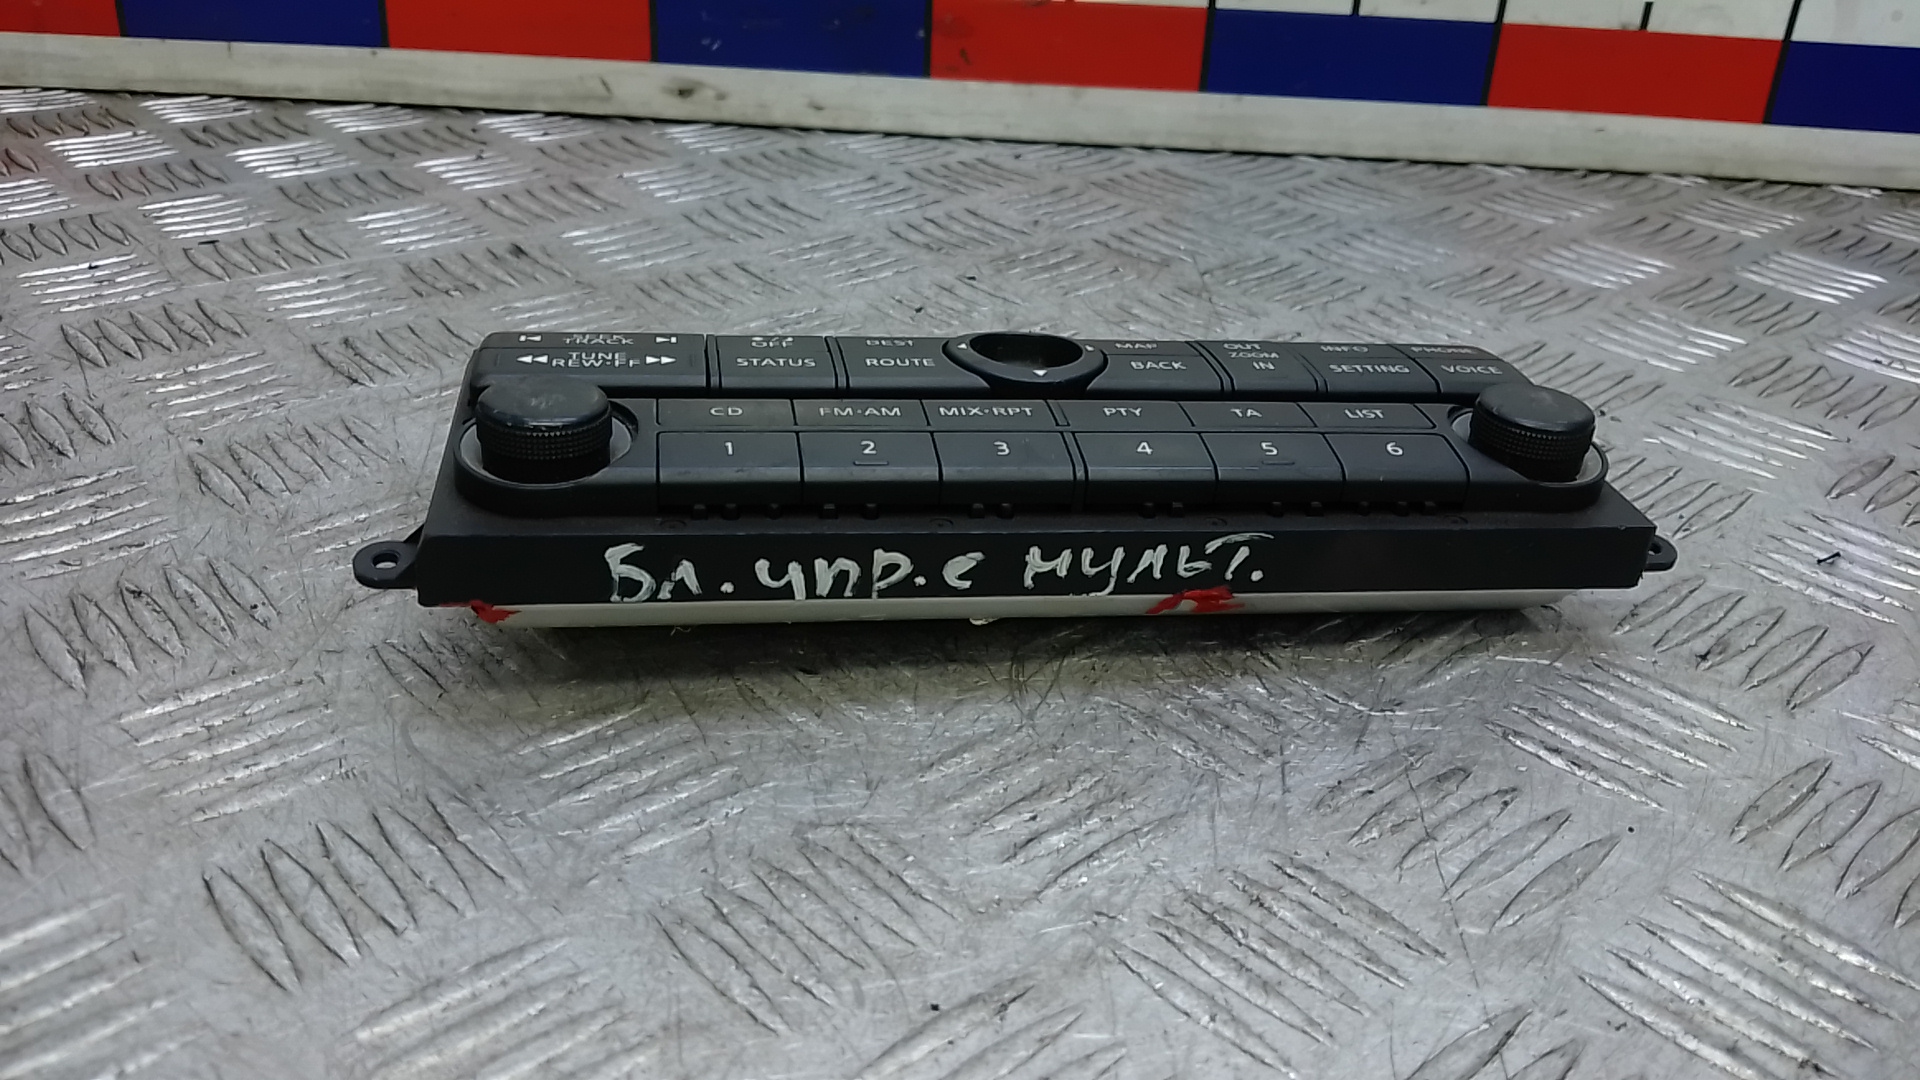 SEEK
TRACK
TUNE
REW·FF
OFF
STATUS
DEST
ROUTE
MAP
BACK
OUT
ZOOM
IN
INFO
SETTING
PHONE
VOICE
CD FM·AM MIX·RPT PTY TA LIST
1 2 3 4 5 6
Бл. упр. с мульт.